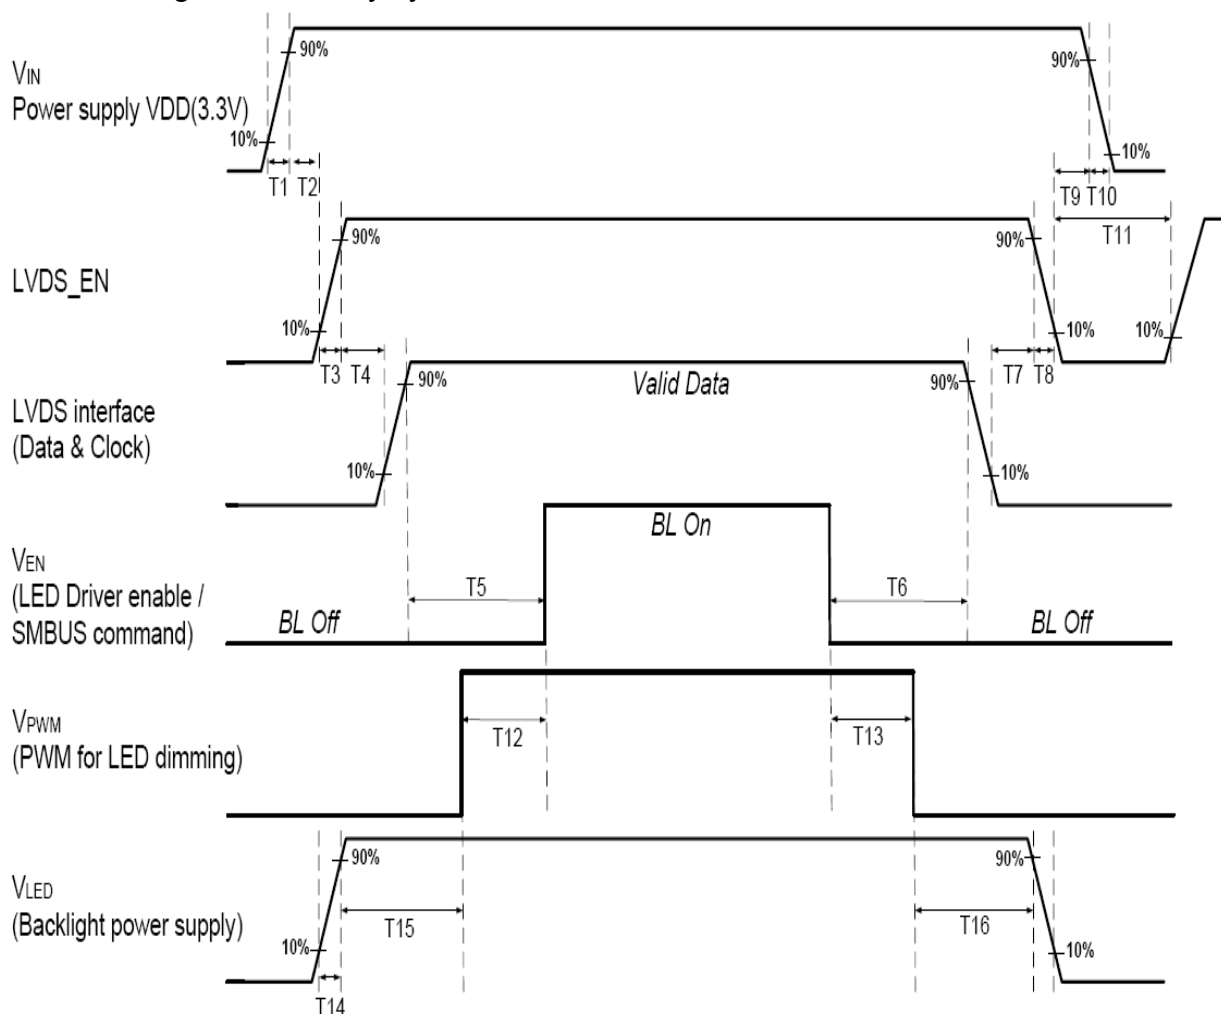 90%
90%
VIN
Power supply VDD(3.3V)
10%
10%
T1
T2
T9
T10
90%
90%
T11
LVDS_EN
10%
10%
10%
T3
T4
T7
T8
90%
Valid Data
90%
LVDS interface
(Data & Clock)
10%
10%
BL On
VEN
(LED Driver enable /
SMBUS command)
T5
T6
BL Off
BL Off
VPWM
(PWM for LED dimming)
T12
T13
90%
90%
VLED
(Backlight power supply)
T15
T16
10%
10%
T14